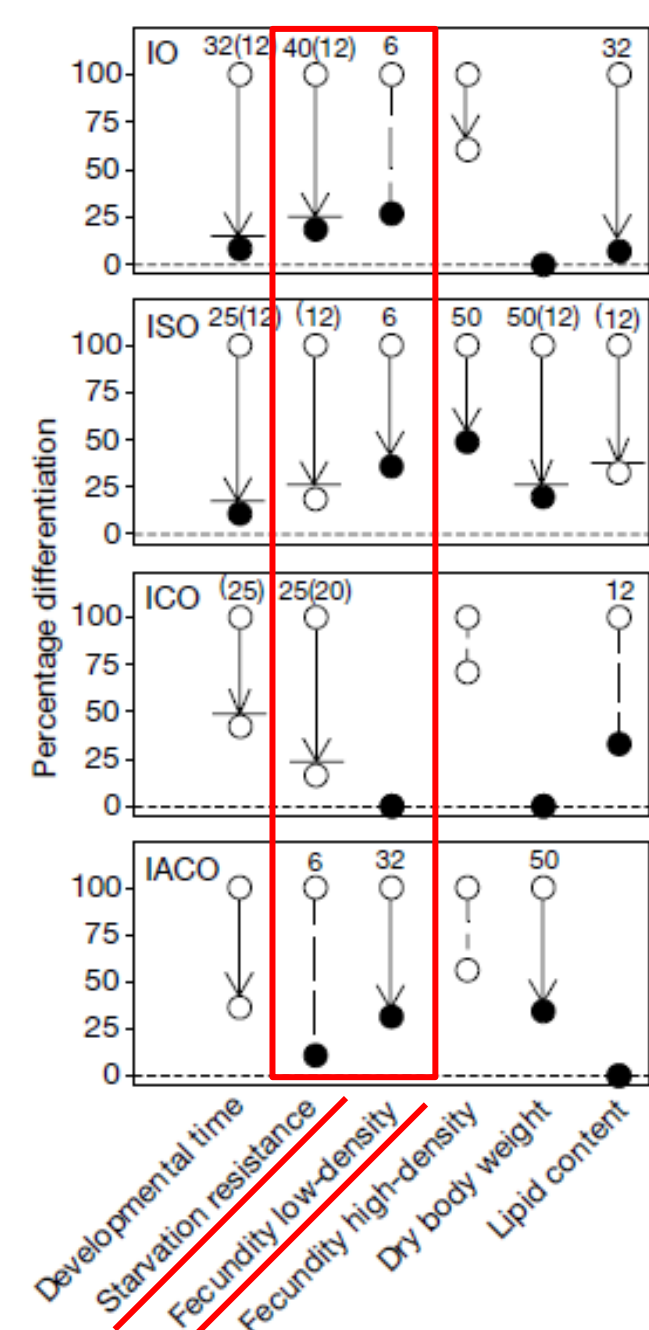 IO 32(12) 40(12) 6 32
100
75
50
25
0
ISO 25(12) (12) 6 50 50(12) (12)
100
75
50
25
0
Percentage differentiation
ICO (25) 25(20) 12
100
75
50
25
0
IACO 6 32 50
100
75
50
25
0
Developmental time
Starvation resistance
Fecundity low-density
Fecundity high-density
Dry body weight
Lipid content